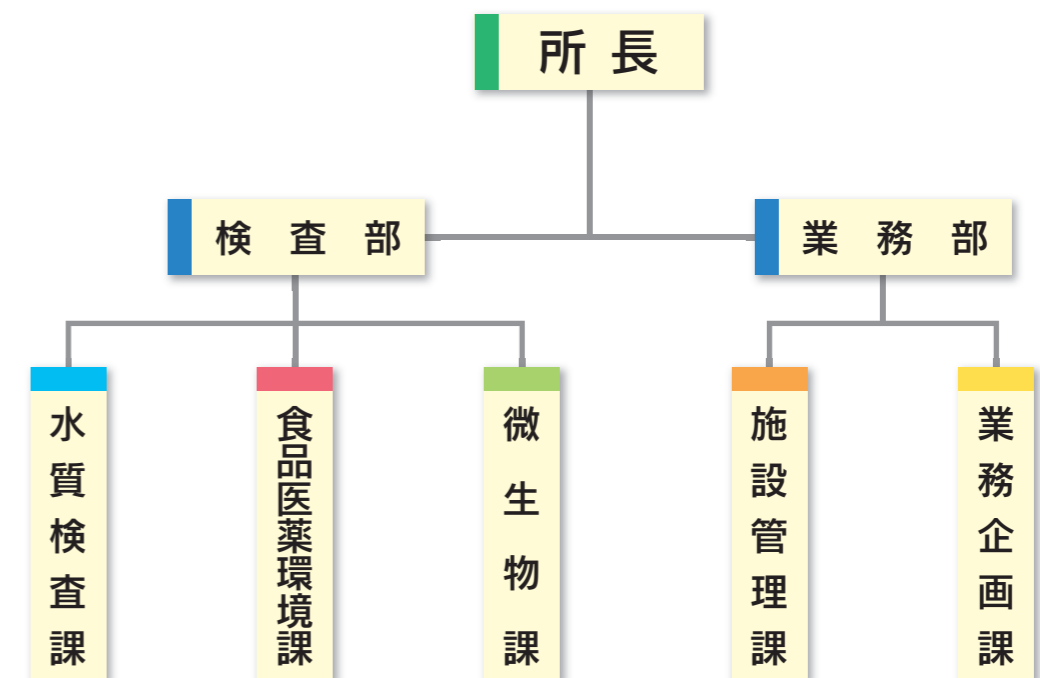 所長
検査部
業務部
水質検査課
食品医薬環境課
微生物課
施設管理課
業務企画課